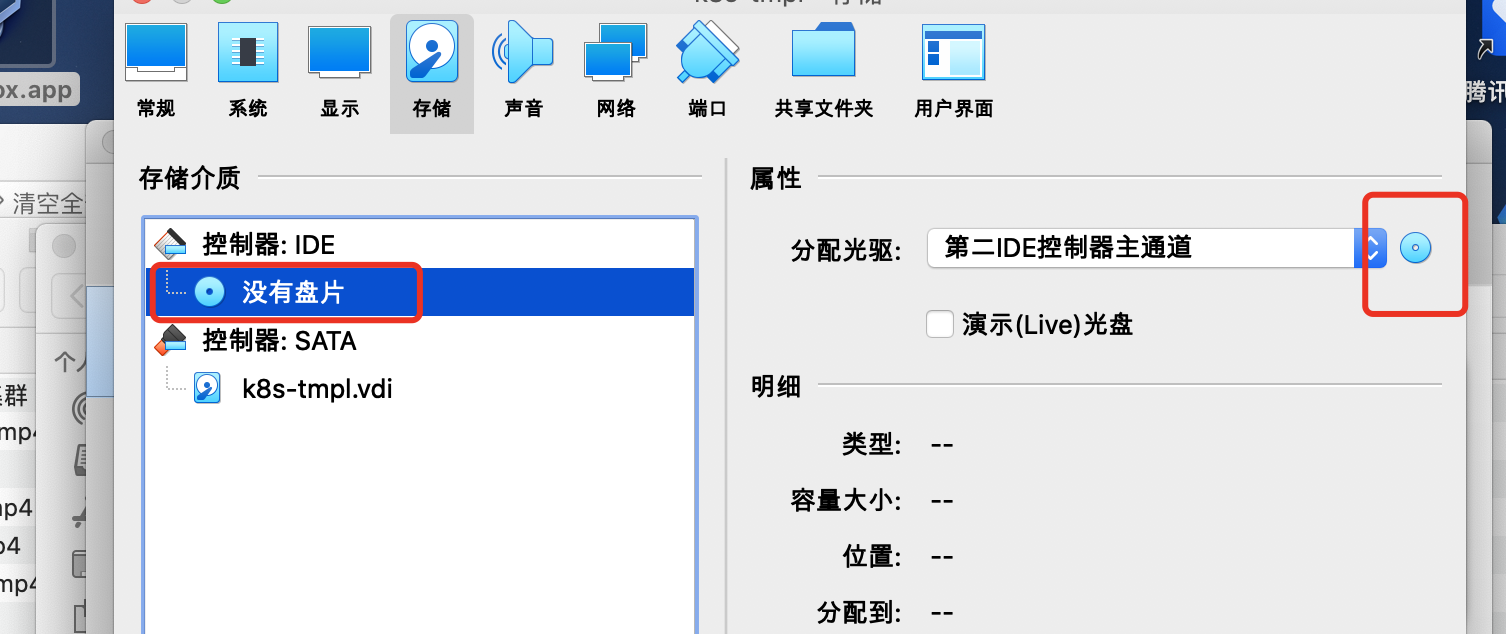 ox.app
常规 系统 显示 存储 声音 网络 端口 共享文件夹 用户界面
腾讯
清空全
存储介质
控制器: IDE
没有盘片
控制器: SATA
k8s-tmpl.vdi
属性
分配光驱: 第二IDE控制器主通道
演示(Live)光盘
明细
类型: --
容量大小: --
位置: --
分配到: --
个
群
mp4
mp4
p4
mp4